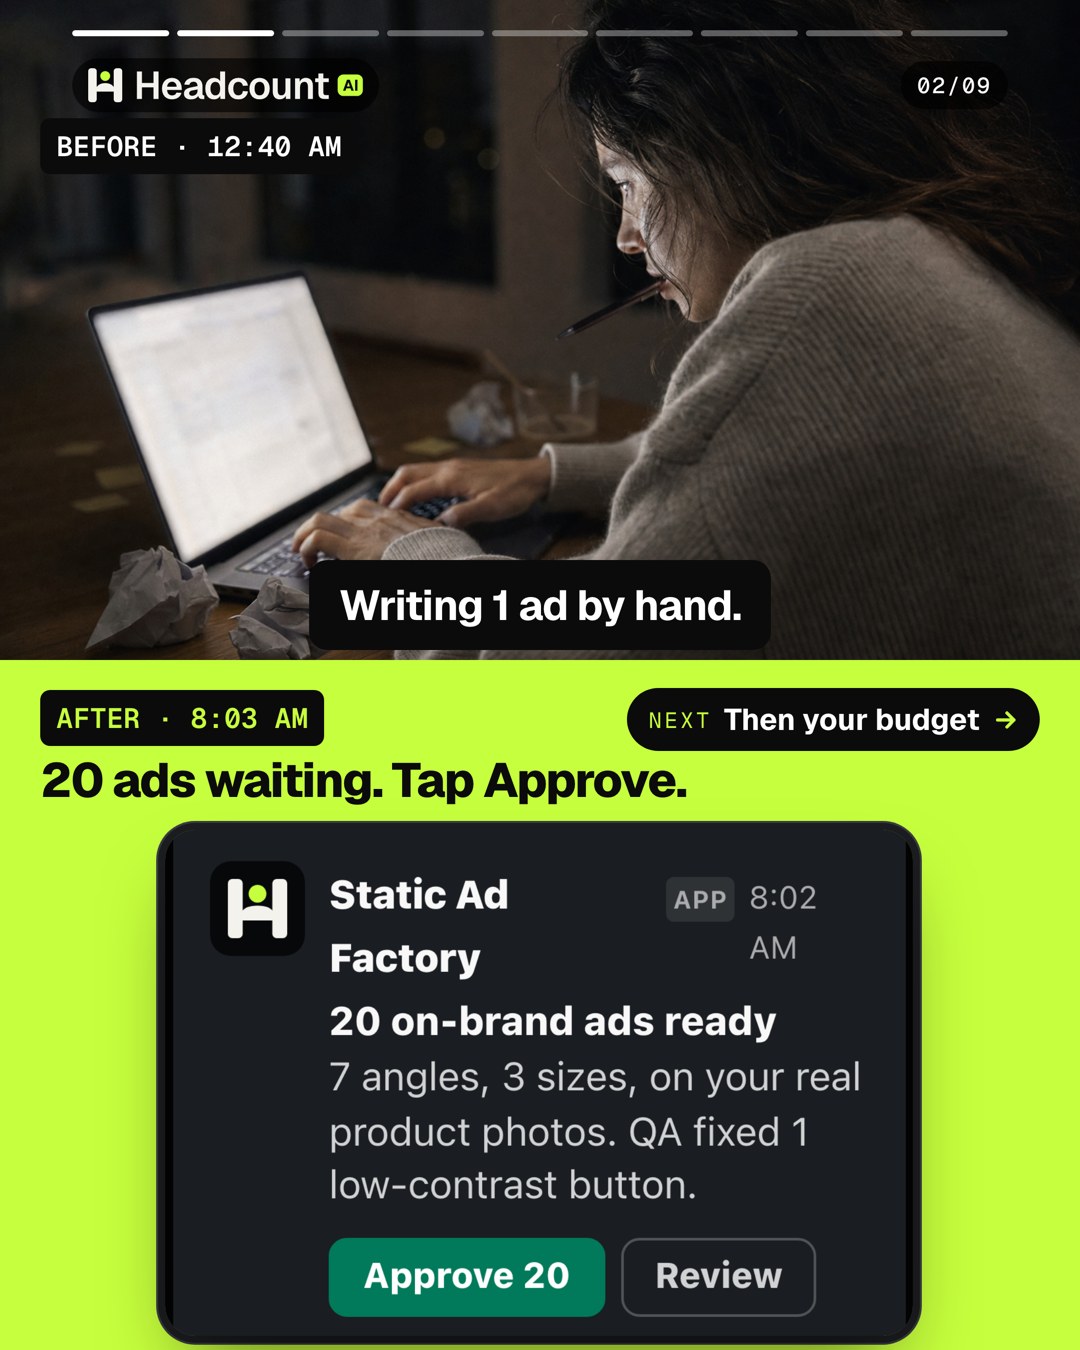 Headcount AI
02/09
BEFORE · 12:40 AM
Writing 1 ad by hand.
AFTER · 8:03 AM
NEXT Then your budget →
20 ads waiting. Tap Approve.
Static Ad
Factory
APP 8:02
AM
20 on-brand ads ready
7 angles, 3 sizes, on your real
product photos. QA fixed 1
low-contrast button.
Approve 20
Review